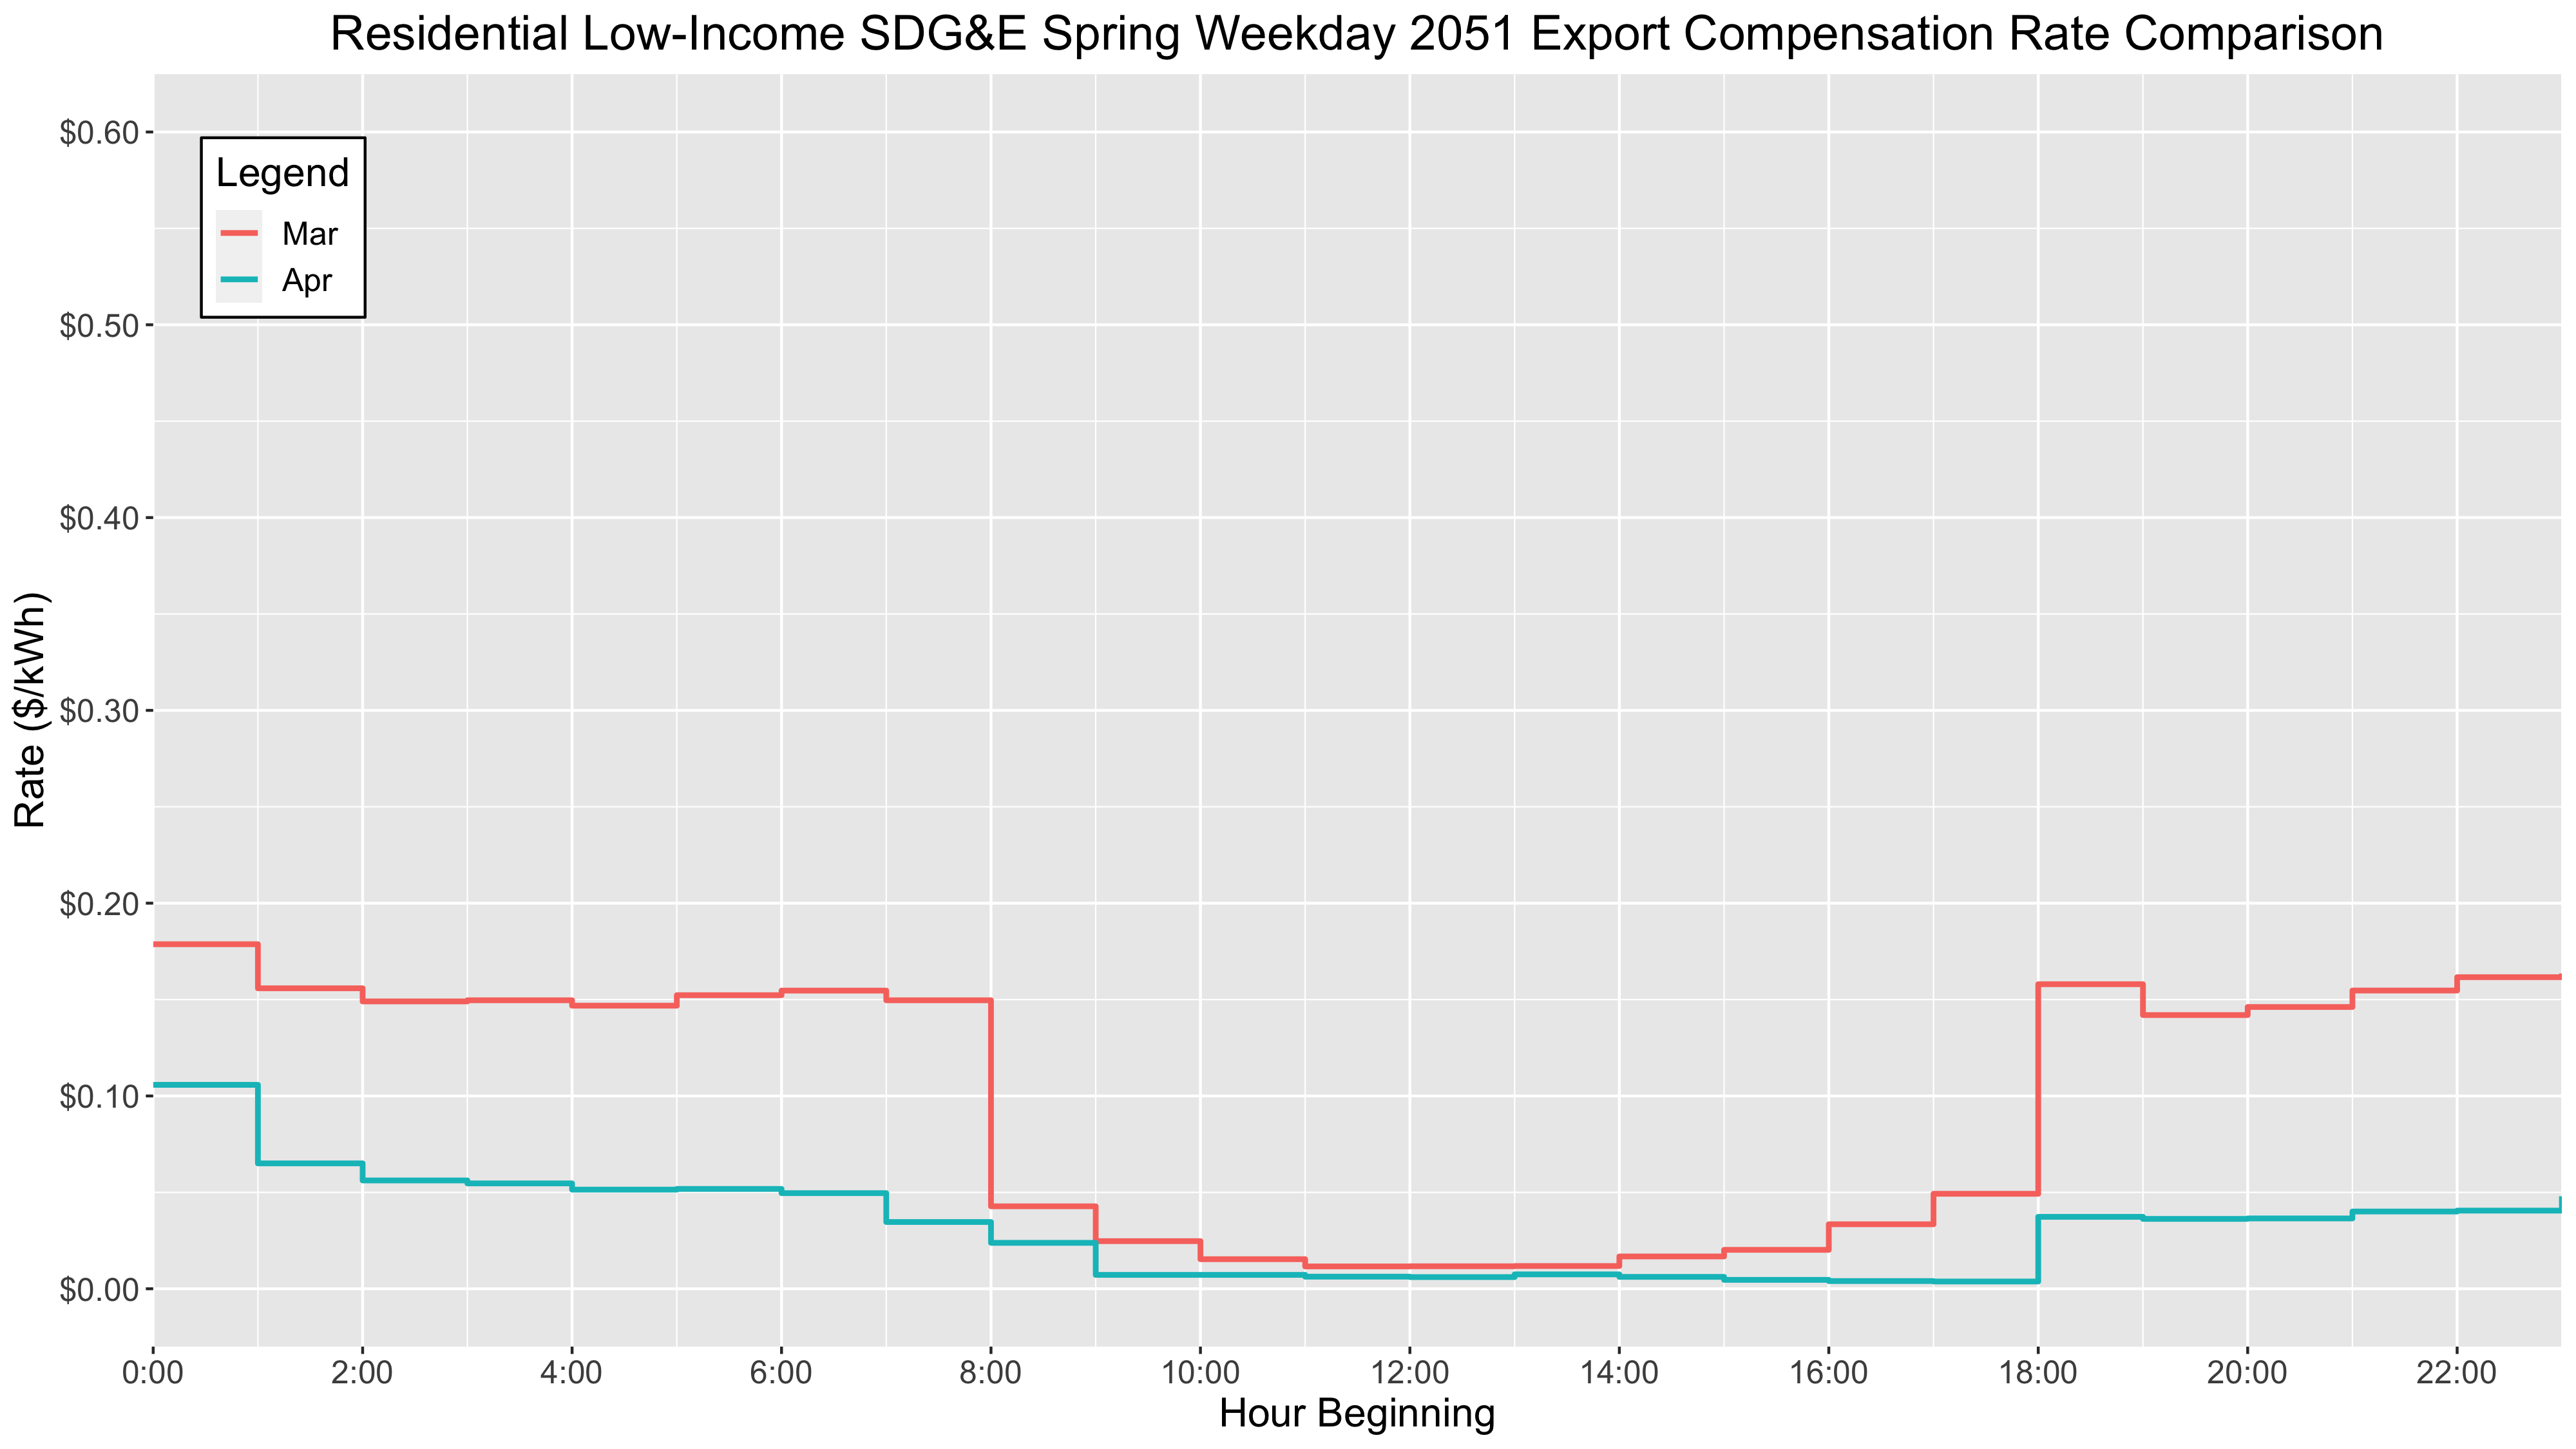 Residential Low-Income SDG&E Spring Weekday 2051 Export Compensation Rate Comparison
$0.60
Legend
Mar
Apr
$0.50
$0.40
$0.30
$0.20
$0.10
$0.00
Rate ($/kWh)
0:00 2:00 4:00 6:00 8:00 10:00 12:00 14:00 16:00 18:00 20:00 22:00
Hour Beginning